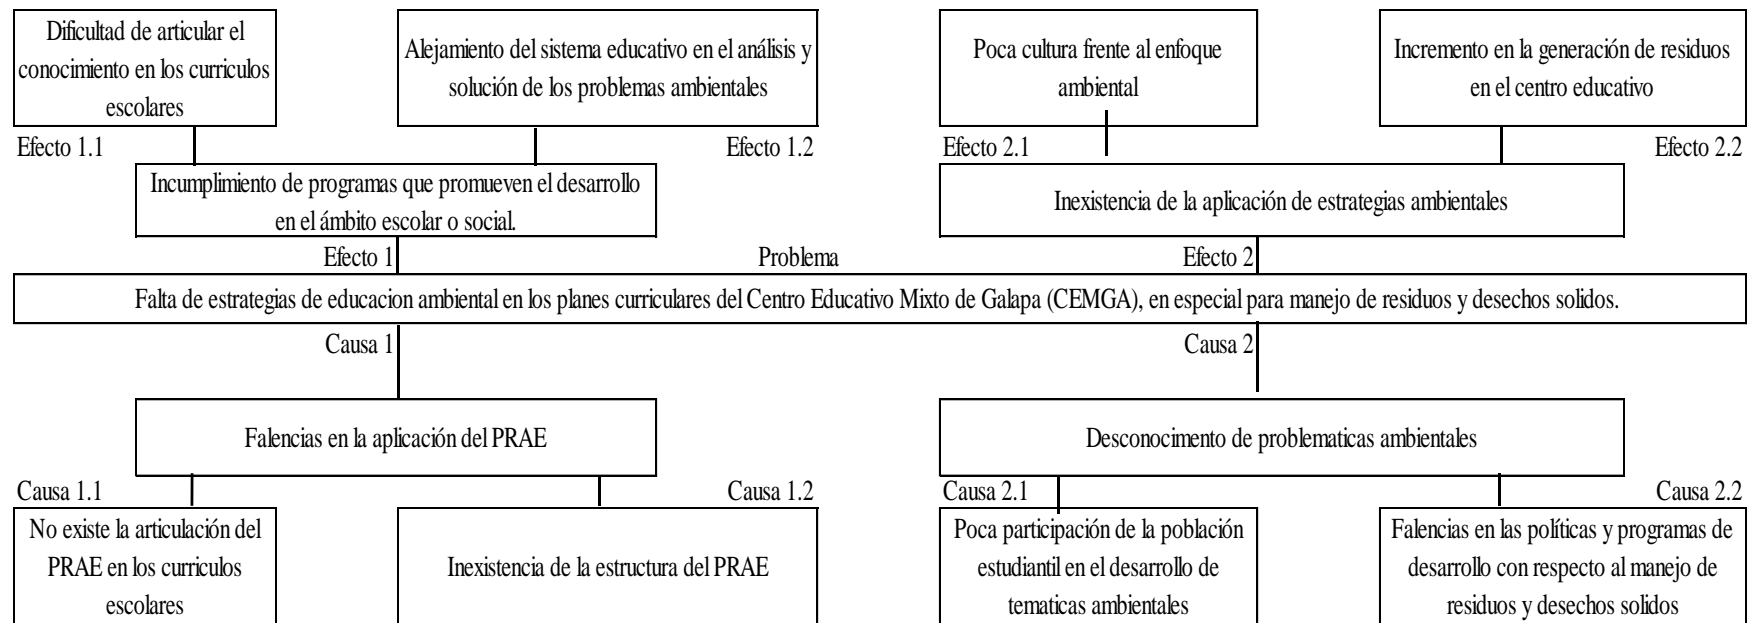 Dificultad de articular el
conocimiento en los curriculos
escolares
Alejamiento del sistema educativo en el análisis y
solución de los problemas ambientales
Poca cultura frente al enfoque
ambiental
Incremento en la generación de residuos
en el centro educativo
Efecto 1.1
Efecto 1.2
Efecto 2.1
Efecto 2.2
Incumplimiento de programas que promueven el desarrollo
en el ámbito escolar o social.
Inexistencia de la aplicación de estrategias ambientales
Efecto 1
Problema
Efecto 2
Falta de estrategias de educacion ambiental en los planes curriculares del Centro Educativo Mixto de Galapa (CEMGA), en especial para manejo de residuos y desechos solidos.
Causa 1
Causa 2
Falencias en la aplicación del PRAE
Desconocimento de problematicas ambientales
Causa 1.1
Causa 1.2
Causa 2.1
Causa 2.2
No existe la articulación del
PRAE en los curriculos
escolares
Inexistencia de la estructura del PRAE
Poca participación de la población
estudiantil en el desarrollo de
tematicas ambientales
Falencias en las políticas y programas de
desarrollo con respecto al manejo de
residuos y desechos solidos